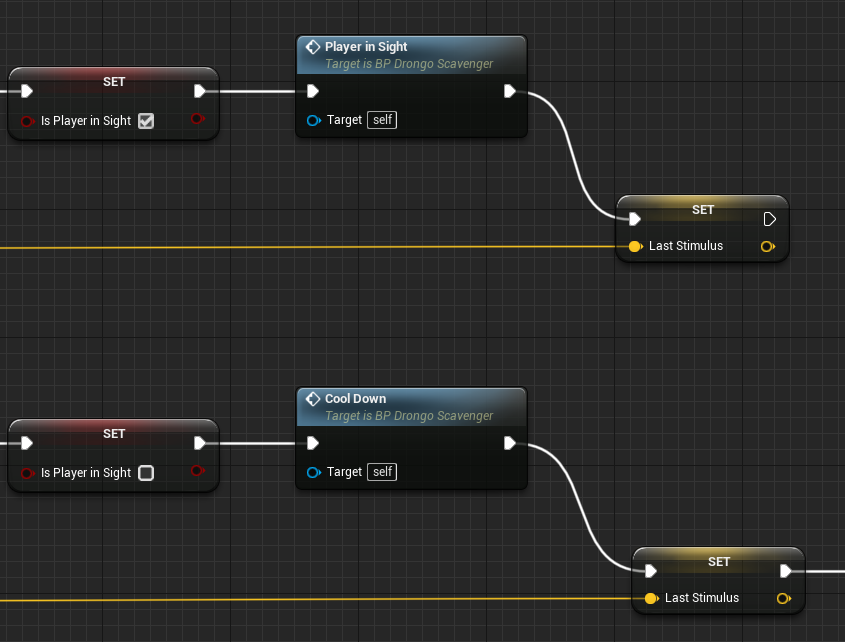 Player in Sight
Target is BP Drongo Scavenger
SET
Is Player in Sight
Target self
SET
Last Stimulus
Cool Down
Target is BP Drongo Scavenger
SET
Is Player in Sight
Target self
SET
Last Stimulus